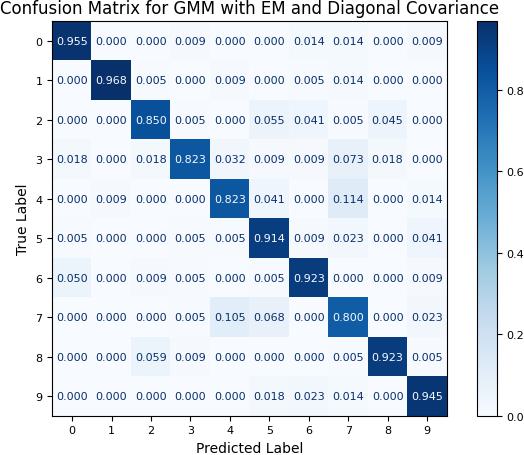 Confusion Matrix for GMM with EM and Diagonal Covariance
0 0.955 0.000 0.000 0.009 0.000 0.000 0.014 0.014 0.000 0.009
1 0.000 0.968 0.005 0.000 0.009 0.000 0.005 0.014 0.000 0.000
2 0.000 0.000 0.850 0.005 0.000 0.055 0.041 0.005 0.045 0.000
3 0.018 0.000 0.018 0.823 0.032 0.009 0.009 0.073 0.018 0.000
4 0.000 0.009 0.000 0.000 0.823 0.041 0.000 0.114 0.000 0.014
5 0.005 0.000 0.000 0.005 0.005 0.914 0.009 0.023 0.000 0.041
6 0.050 0.000 0.009 0.005 0.000 0.005 0.923 0.000 0.000 0.009
7 0.000 0.000 0.000 0.005 0.105 0.068 0.000 0.800 0.000 0.023
8 0.000 0.000 0.059 0.009 0.000 0.000 0.000 0.005 0.923 0.005
9 0.000 0.000 0.000 0.000 0.000 0.018 0.023 0.014 0.000 0.945
0 1 2 3 4 5 6 7 8 9
Predicted Label
True Label
0.8
0.6
0.4
0.2
0.0